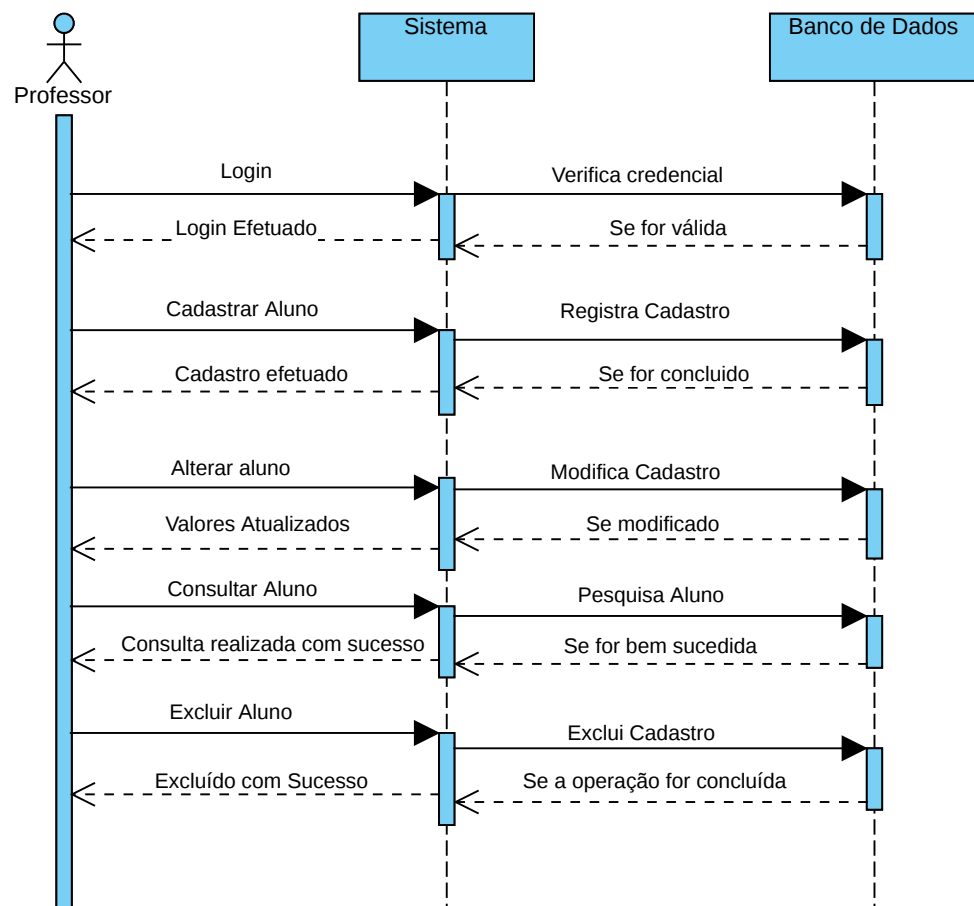 Sistema
Banco de Dados
Professor
Login
Verifica credencial
Login Efetuado
Se for válida
Cadastrar Aluno
Registra Cadastro
Cadastro efetuado
Se for concluido
Alterar aluno
Modifica Cadastro
Valores Atualizados
Se modificado
Consultar Aluno
Pesquisa Aluno
Consulta realizada com sucesso
Se for bem sucedida
Excluir Aluno
Exclui Cadastro
Excluído com Sucesso
Se a operação for concluída